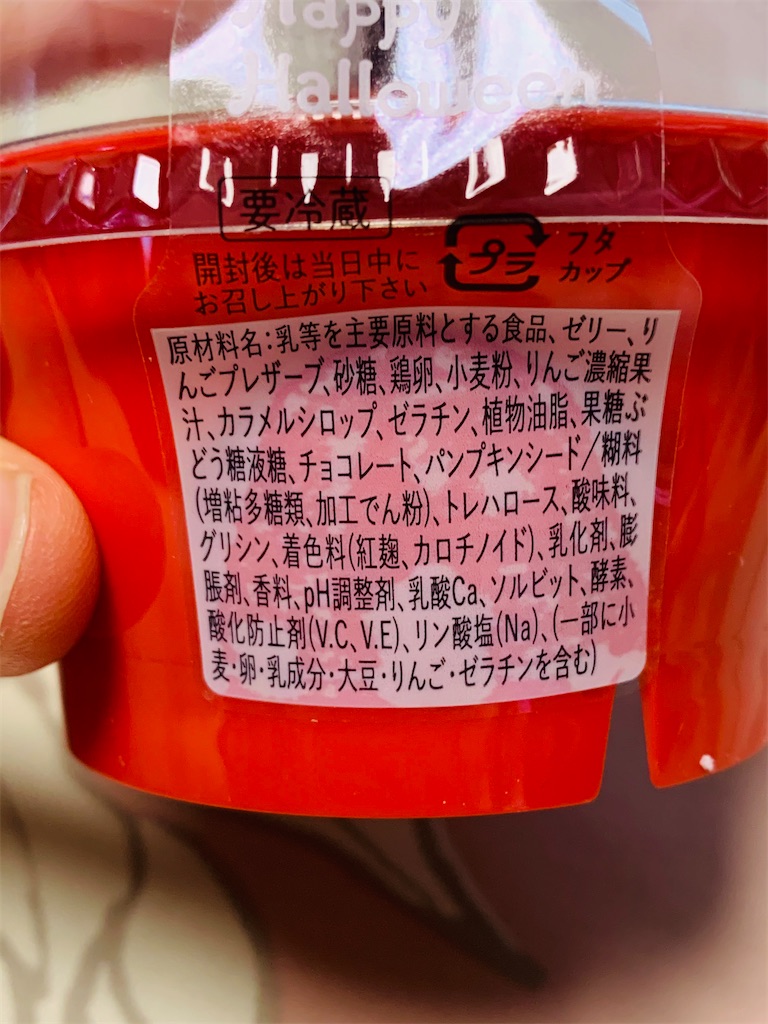 Happy
Halloween
要冷蔵
開封後は当日中に
お召し上がり下さい
プラ
フタ
カップ
原材料名:乳等を主要原料とする食品、ゼリー、り
んごプレザーブ、砂糖、鶏卵、小麦粉、りんご濃縮果
汁、カラメルシロップ、ゼラチン、植物油脂、果糖ぶ
どう糖液糖、チョコレート、パンプキンシード/糊料
(増粘多糖類、加工でん粉)、トレハロース、酸味料、
グリシン、着色料(紅麹、カロチノイド)、乳化剤、膨
脹剤、香料、pH調整剤、乳酸Ca、ソルビット、酵素、
酸化防止剤(V.C、V.E)、リン酸塩(Na)、(一部に小
麦・卵・乳成分・大豆・りんご・ゼラチンを含む)